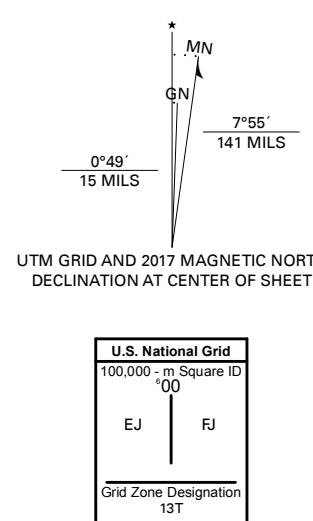 ★
MN
GN
7°55´
141 MILS
0°49´
15 MILS
UTM GRID AND 2017 MAGNETIC NORT
DECLINATION AT CENTER OF SHEET
U.S. National Grid
100,000 - m Square ID
⁶00
EJ FJ
Grid Zone Designation
13T